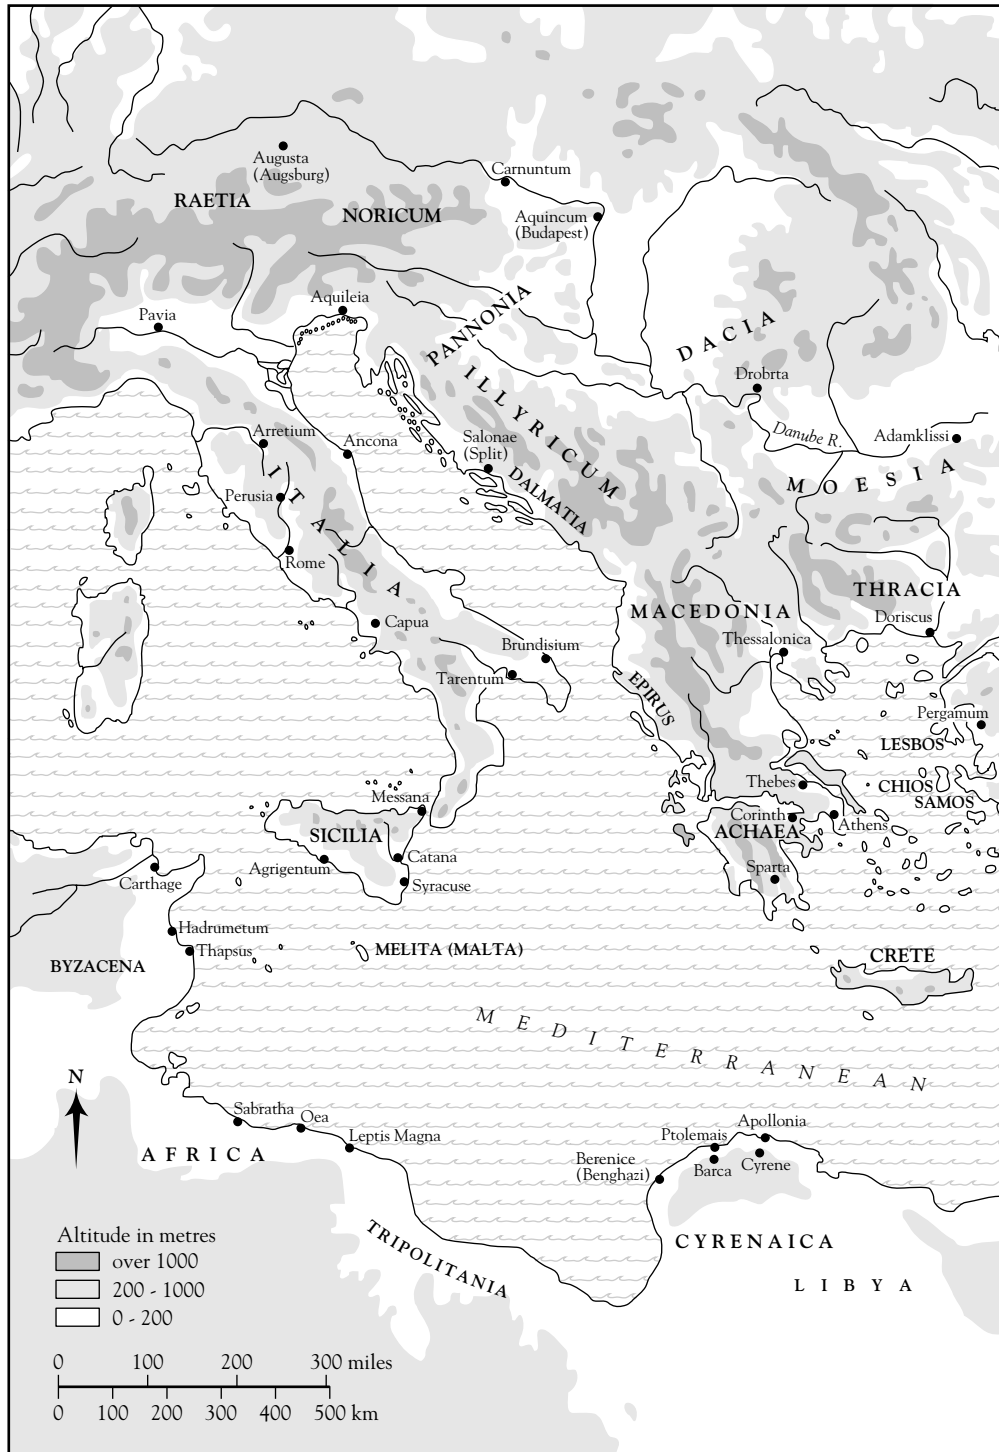 Augusta
(Augsburg)
Carnuntum
RAETIA
NORICUM
Aquincum
(Budapest)
Aquileia
Pavia
PANNONIA
DACIA
ILLYRICUM
Drobrta
Danube R.
Adamklissi
Arretium
Ancona
Salonae
(Split)
DALMATIA
MOESIA
Perusia
ITALIA
Rome
THRACIA
MACEDONIA
Doriscus
Capua
Thessalonica
Brundisium
Tarentum
EPIRUS
Pergamum
LESBOS
Thebes
CHIOS
SAMOS
Messana
Corinth
Athens
SICILIA
ACHAEA
Catana
Agrigentum
Sparta
Carthage
Syracuse
Hadrumetum
Thapsus
MELITA (MALTA)
CRETE
BYZACENA
MEDITERRANEAN
N
Sabratha
Oea
Leptis Magna
Apollonia
Ptolemais
AFRICA
Berenice
(Benghazi)
Barca
Cyrene
TRIPOLITANIA
CYRENAICA
LIBYA
Altitude in metres
over 1000
200 - 1000
0 - 200
0 100 200 300 miles
0 100 200 300 400 500 km